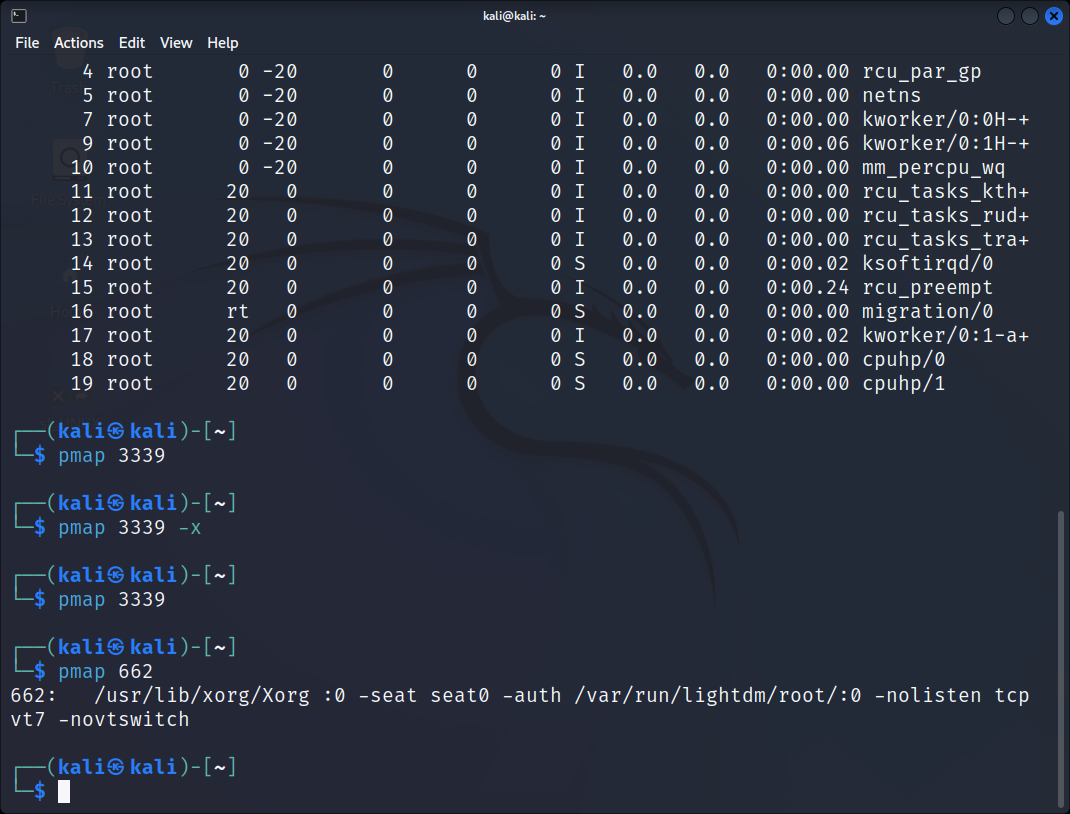 kali@kali: ~
File Actions Edit View Help
4 root 0 -20 0 0 0 I 0.0 0.0 0:00.00 rcu_par_gp
5 root 0 -20 0 0 0 I 0.0 0.0 0:00.00 netns
7 root 0 -20 0 0 0 I 0.0 0.0 0:00.00 kworker/0:0H-+
9 root 0 -20 0 0 0 I 0.0 0.0 0:00.06 kworker/0:1H-+
10 root 0 -20 0 0 0 I 0.0 0.0 0:00.00 mm_percpu_wq
11 root 20 0 0 0 0 I 0.0 0.0 0:00.00 rcu_tasks_kth+
12 root 20 0 0 0 0 I 0.0 0.0 0:00.00 rcu_tasks_rud+
13 root 20 0 0 0 0 I 0.0 0.0 0:00.00 rcu_tasks_tra+
14 root 20 0 0 0 0 S 0.0 0.0 0:00.02 ksoftirqd/0
15 root 20 0 0 0 0 I 0.0 0.0 0:00.24 rcu_preempt
16 root rt 0 0 0 0 S 0.0 0.0 0:00.00 migration/0
17 root 20 0 0 0 0 I 0.0 0.0 0:00.02 kworker/0:1-a+
18 root 20 0 0 0 0 S 0.0 0.0 0:00.00 cpuhp/0
19 root 20 0 0 0 0 S 0.0 0.0 0:00.00 cpuhp/1
┌──(kali㉿kali)-[~]
└─$ pmap 3339
┌──(kali㉿kali)-[~]
└─$ pmap 3339 -x
┌──(kali㉿kali)-[~]
└─$ pmap 3339
┌──(kali㉿kali)-[~]
└─$ pmap 662
662: /usr/lib/xorg/Xorg :0 -seat seat0 -auth /var/run/lightdm/root/:0 -nolisten tcp
vt7 -novtswitch
┌──(kali㉿kali)-[~]
└─$